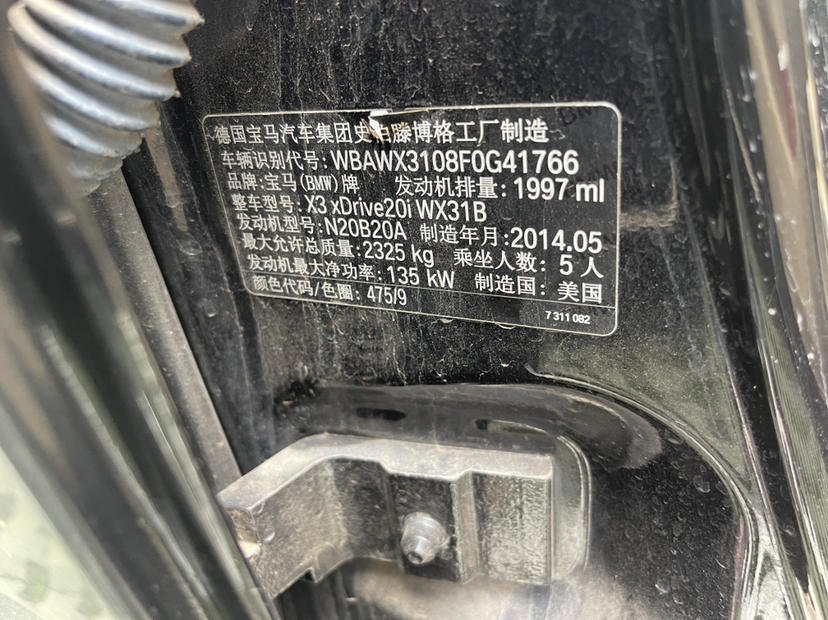 德国宝马汽车集团史柏滕博格工厂制造
车辆识别代号: WBAWX3108F0G41766
品牌: 宝马(BMW)牌 发动机排量: 1997 ml
整车型号: X3 xDrive20i WX31B
发动机型号: N20B20A 制造年月: 2014.05
最大允许总质量: 2325 kg 乘坐人数: 5 人
发动机最大净功率: 135 kW 制造国: 美国
颜色代码/色圈: 475/9
7 311 082